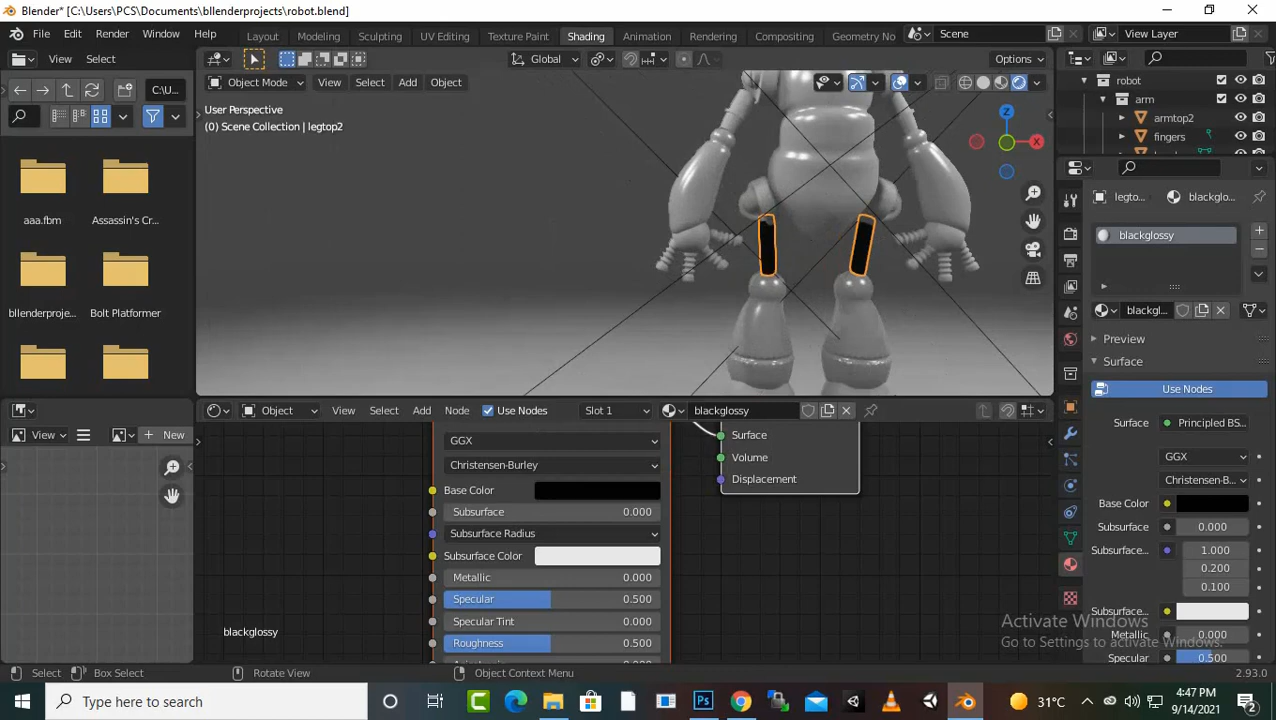 Blender* [C:\Users\PCS\Documents\bllenderprojects\robot.blend]
File Edit Render Window Help Layout Modeling Sculpting UV Editing Texture Paint Shading Animation Rendering Compositing Geometry No Scene View Layer
View Select Global Options
C:\U... Object Mode View Select Add Object
User Perspective
(0) Scene Collection | legtop2
robot
arm
armtop2
fingers
Z
X
aaa.fbm Assassin's Cr...
bllenderproje... Bolt Platformer
legto... blackglossy
blackglossy
blackgl...
Preview
Surface
Use Nodes
Surface: Principled BS...
GGX
Christensen-B...
Base Color
Subsurface 0.000
Subsurface... 1.000
0.200
0.100
Subsurface...
Metallic 0.000
Specular 0.500
View New
Object View Select Add Node Use Nodes Slot 1 blackglossy
GGX
Christensen-Burley
Base Color
Subsurface 0.000
Subsurface Radius
Subsurface Color
Metallic 0.000
Specular 0.500
Specular Tint 0.000
Roughness 0.500
Surface
Volume
Displacement
blackglossy
Activate Windows
Go to Settings to activate Windows.
Select Box Select Rotate View Object Context Menu 2.93.0
Type here to search
31°C
4:47 PM
9/14/2021